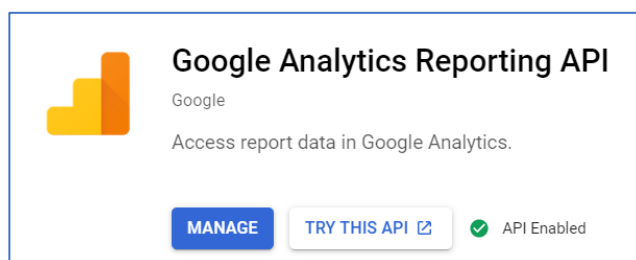 Google Analytics Reporting API
Google
Access report data in Google Analytics.
MANAGE TRY THIS API API Enabled